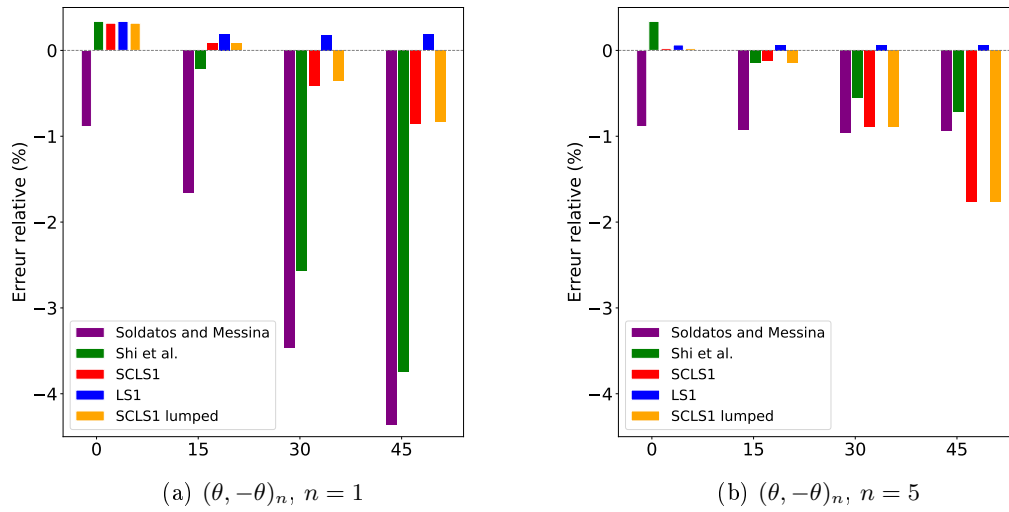 Erreur relative (%)
0
−1
−2
−3
−4
Soldatos and Messina
Shi et al.
SCLS1
LS1
SCLS1 lumped
0 15 30 45
(a) (θ, −θ)ₙ, n = 1
Erreur relative (%)
0
−1
−2
−3
−4
Soldatos and Messina
Shi et al.
SCLS1
LS1
SCLS1 lumped
0 15 30 45
(b) (θ, −θ)ₙ, n = 5